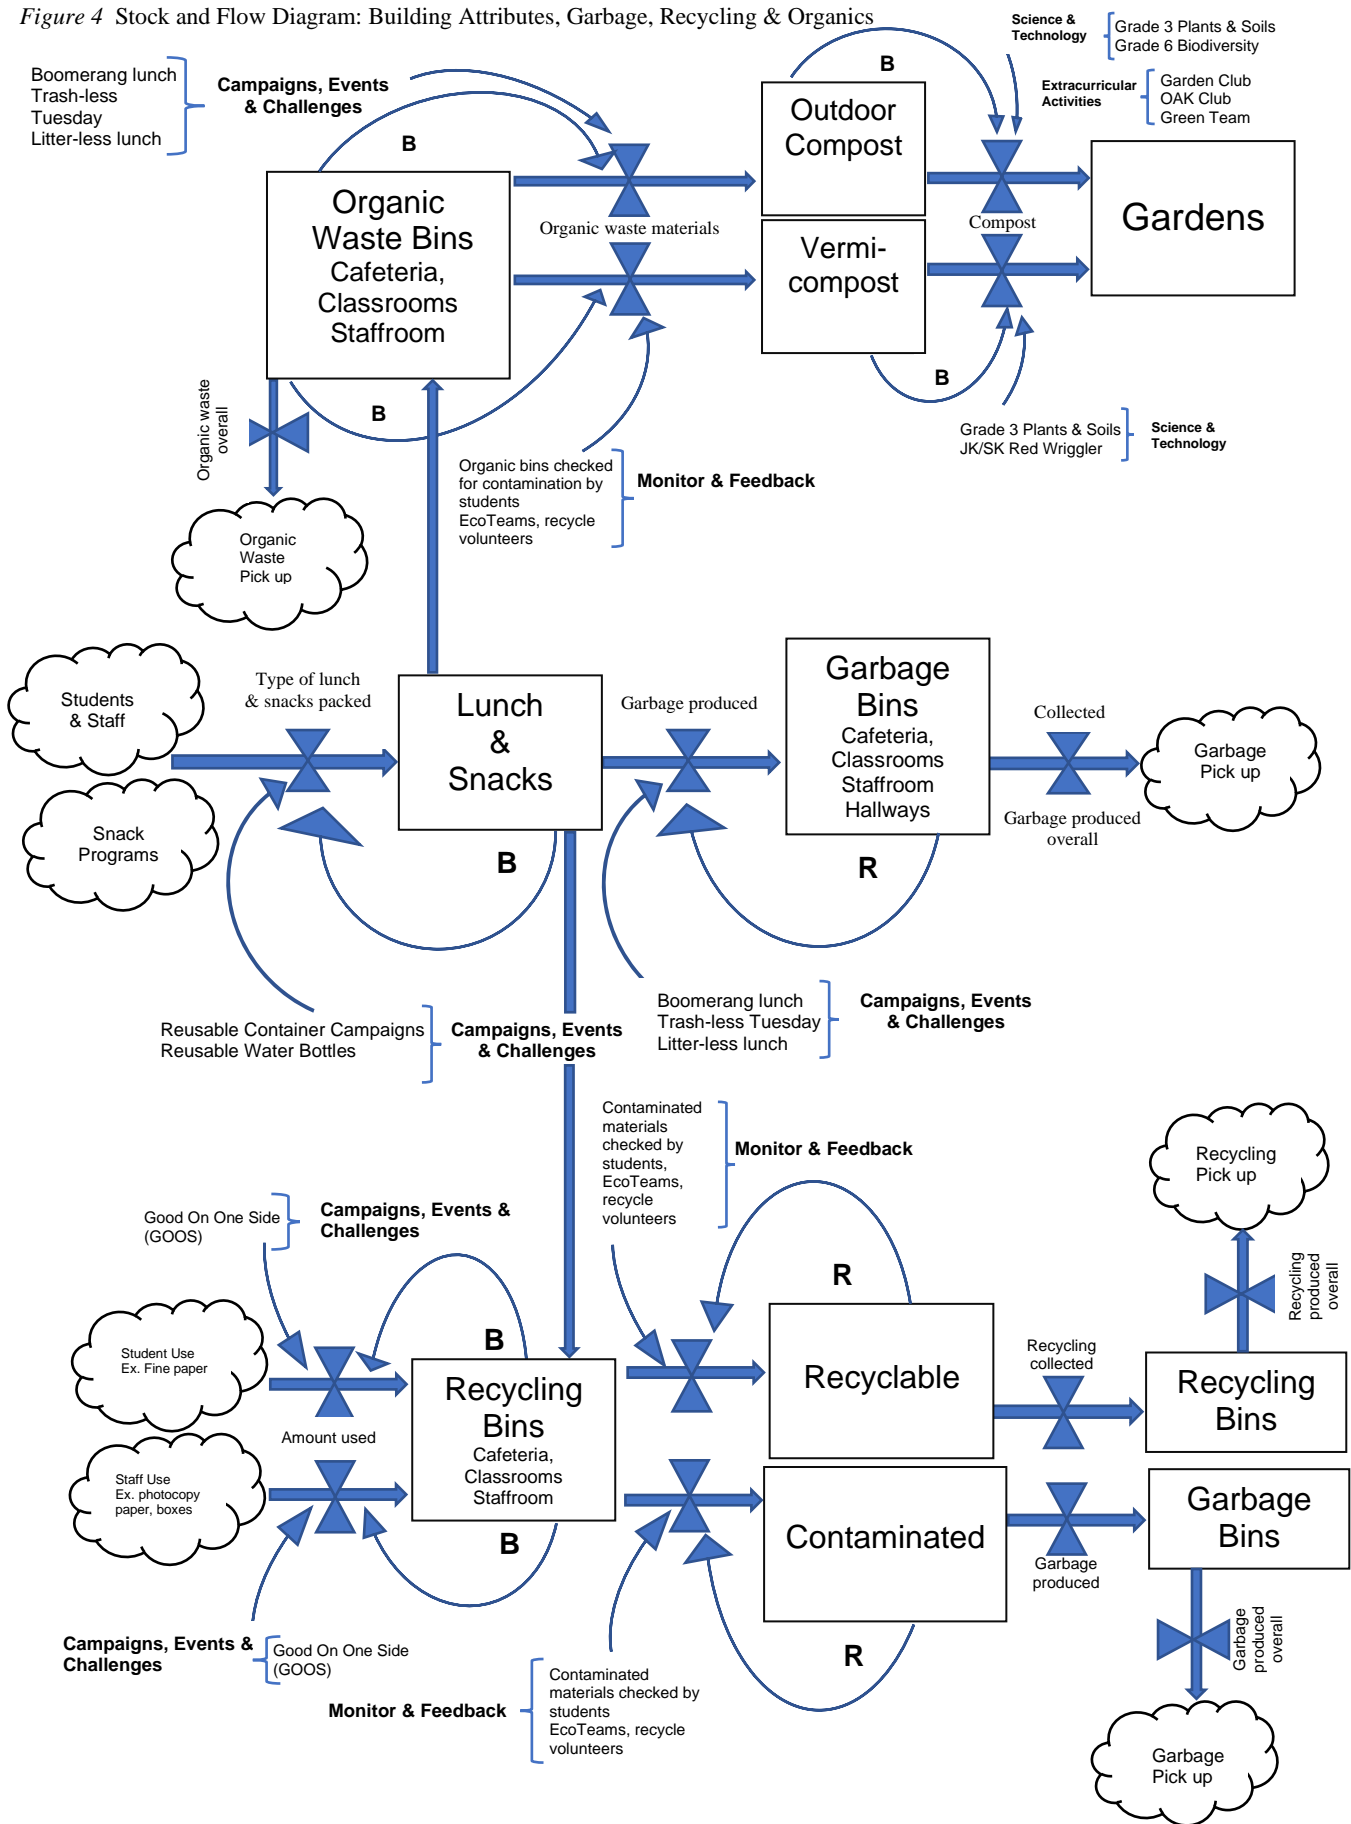 Figure 4 Stock and Flow Diagram: Building Attributes, Garbage, Recycling & Organics
Boomerang lunch
Trash-less
Tuesday
Litter-less lunch
Campaigns, Events
& Challenges
B
B
Science &
Technology
Grade 3 Plants & Soils
Grade 6 Biodiversity
Extracurricular
Activities
Garden Club
OAK Club
Green Team
Organic
Waste Bins
Cafeteria,
Classrooms
Staffroom
Organic waste materials
Outdoor
Compost
Vermi-
compost
Compost
Gardens
B
B
Organic waste
overall
Grade 3 Plants & Soils
JK/SK Red Wriggler
Science &
Technology
Organic bins checked
for contamination by
students
EcoTeams, recycle
volunteers
Monitor & Feedback
Organic
Waste
Pick up
Students
& Staff
Snack
Programs
Type of lunch
& snacks packed
Lunch
&
Snacks
Garbage produced
Garbage
Bins
Cafeteria,
Classrooms
Staffroom
Hallways
Collected
Garbage produced
overall
Garbage
Pick up
B
R
Reusable Container Campaigns
Reusable Water Bottles
Campaigns, Events
& Challenges
Boomerang lunch
Trash-less Tuesday
Litter-less lunch
Campaigns, Events
& Challenges
Contaminated
materials
checked by
students,
EcoTeams,
recycle
volunteers
Monitor & Feedback
Recycling
Pick up
Recycling
produced
overall
Good On One Side
(GOOS)
Campaigns, Events &
Challenges
B
R
Student Use
Ex. Fine paper
Amount used
Staff Use
Ex. photocopy
paper, boxes
Recycling
Bins
Cafeteria,
Classrooms
Staffroom
Recyclable
Recycling
collected
Recycling
Bins
Contaminated
Garbage
produced
Garbage
Bins
B
R
Campaigns, Events &
Challenges
Good On One Side
(GOOS)
Monitor & Feedback
Contaminated
materials checked by
students
EcoTeams, recycle
volunteers
Garbage
produced
overall
Garbage
Pick up